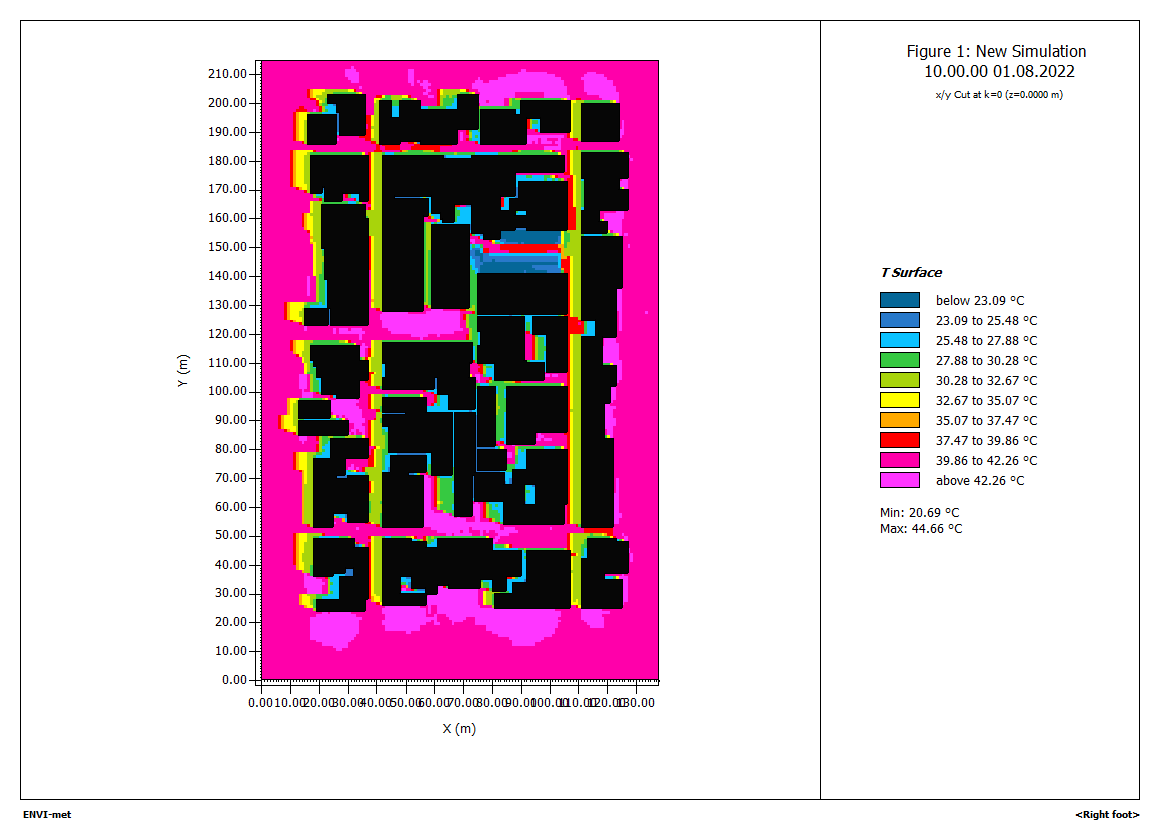 Figure 1: New Simulation
10.00.00 01.08.2022
x/y Cut at k=0 (z=0.0000 m)
210.00
200.00
190.00
180.00
170.00
160.00
150.00
140.00
130.00
120.00
110.00
100.00
90.00
80.00
70.00
60.00
50.00
40.00
30.00
20.00
10.00
0.00
Y (m)
0.00 10.00 20.00 30.00 40.00 50.00 60.00 70.00 80.00 90.00 100.00 110.00 120.00 130.00
X (m)
T Surface
below 23.09 °C
23.09 to 25.48 °C
25.48 to 27.88 °C
27.88 to 30.28 °C
30.28 to 32.67 °C
32.67 to 35.07 °C
35.07 to 37.47 °C
37.47 to 39.86 °C
39.86 to 42.26 °C
above 42.26 °C
Min: 20.69 °C
Max: 44.66 °C
ENVI-met
<Right foot>